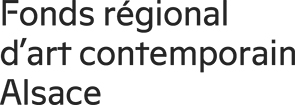 Fonds régional
d'art contemporain
Alsace